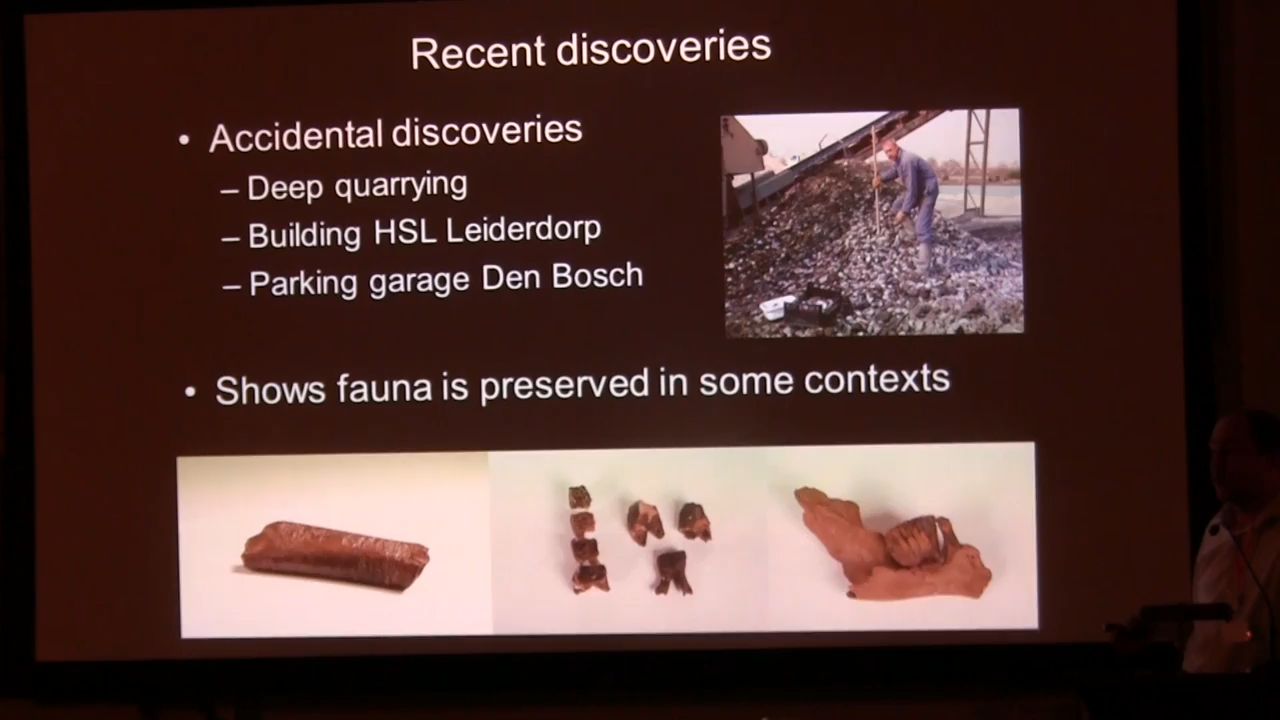 Recent discoveries
• Accidental discoveries
– Deep quarrying
– Building HSL Leiderdorp
– Parking garage Den Bosch
• Shows fauna is preserved in some contexts